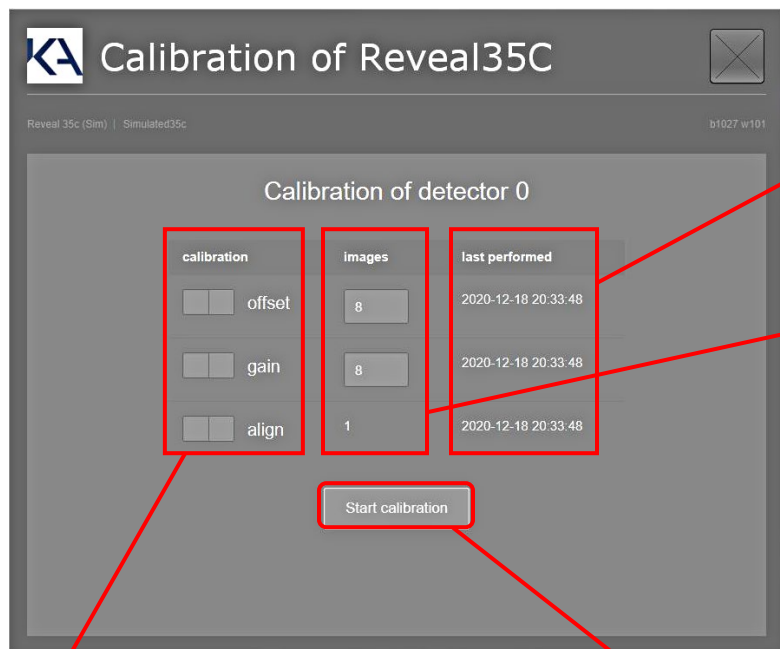 KA Calibration of Reveal35C
Reveal 35c (Sim) | Simulated35c b1027 w101
Calibration of detector 0
calibration images last performed
offset 8 2020-12-18 20:33:48
gain 8 2020-12-18 20:33:48
align 1 2020-12-18 20:33:48
Start calibration